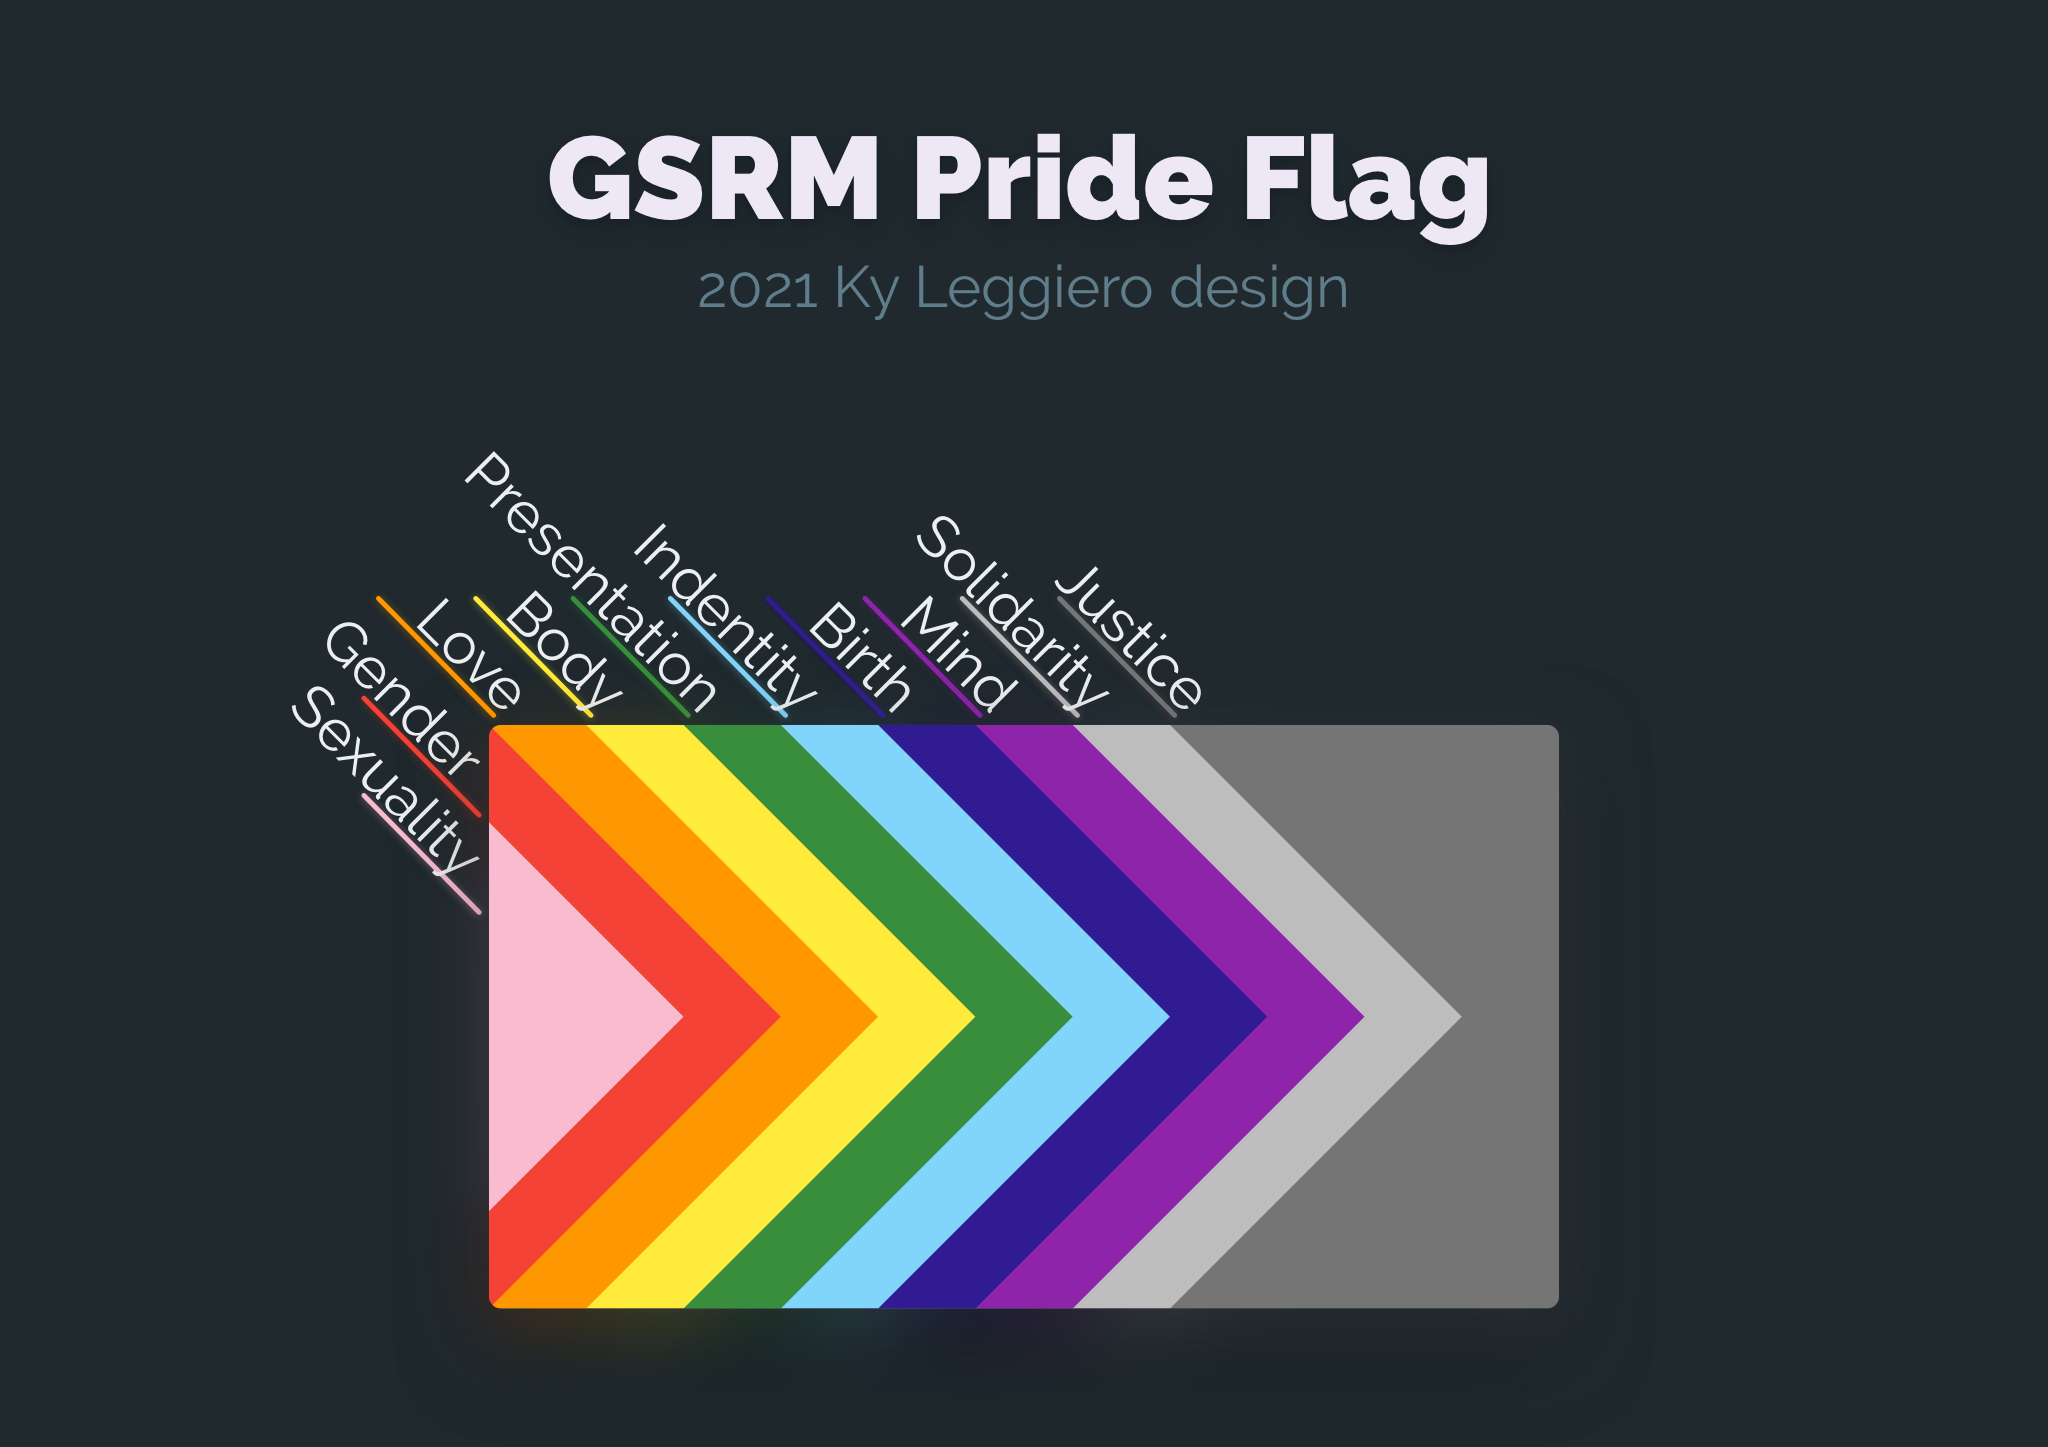 GSRM Pride Flag
2021 Ky Leggiero design
Sexuality
Gender
Love
Body
Presentation
Indentity
Birth
Mind
Solidarity
Justice